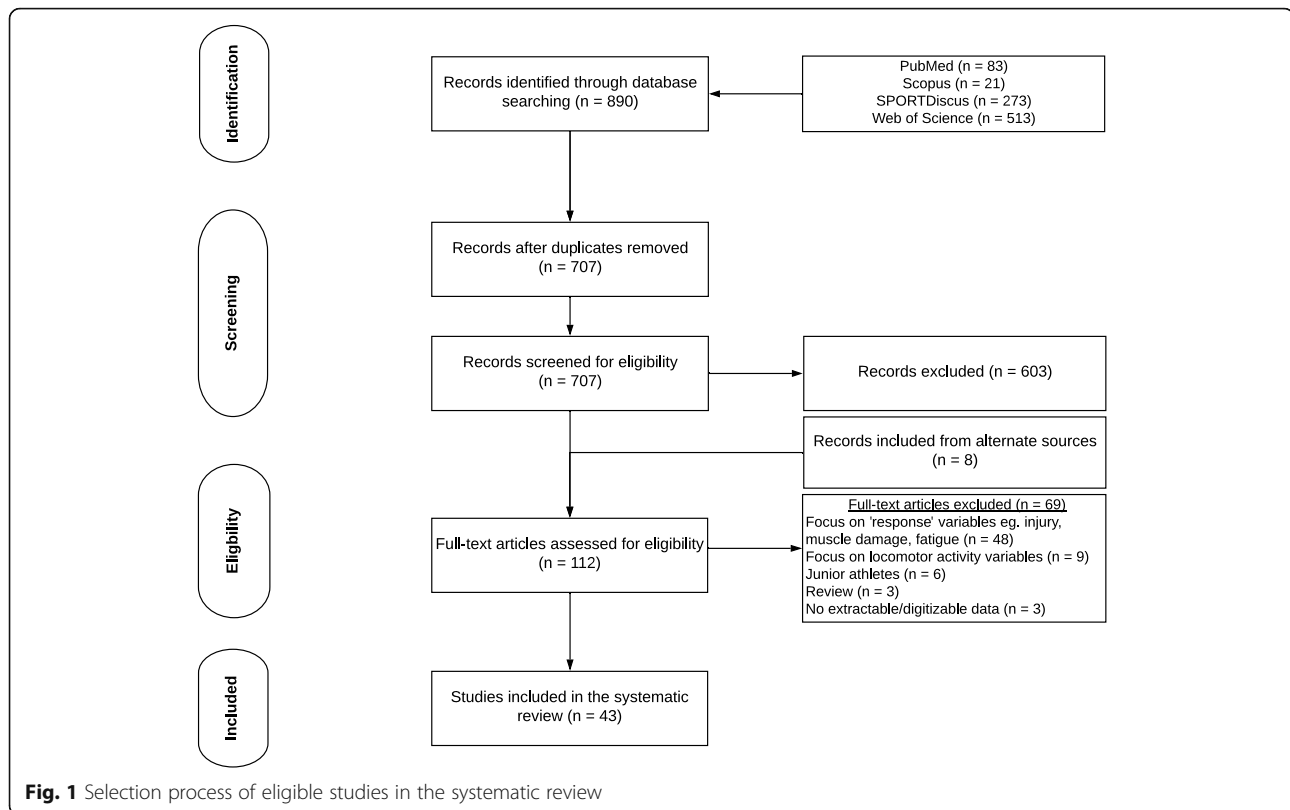 Identification
Records identified through database
searching (n = 890)
PubMed (n = 83)
Scopus (n = 21)
SPORTDiscus (n = 273)
Web of Science (n = 513)
Screening
Records after duplicates removed
(n = 707)
Records screened for eligibility
(n = 707)
Records excluded (n = 603)
Records included from alternate sources
(n = 8)
Eligbility
Full-text articles assessed for eligibility
(n = 112)
Full-text articles excluded (n = 69)
Focus on 'response' variables eg. injury,
muscle damage, fatigue (n = 48)
Focus on locomotor activity variables (n = 9)
Junior athletes (n = 6)
Review (n = 3)
No extractable/digitizable data (n = 3)
Included
Studies included in the systematic
review (n = 43)
Fig. 1 Selection process of eligible studies in the systematic review